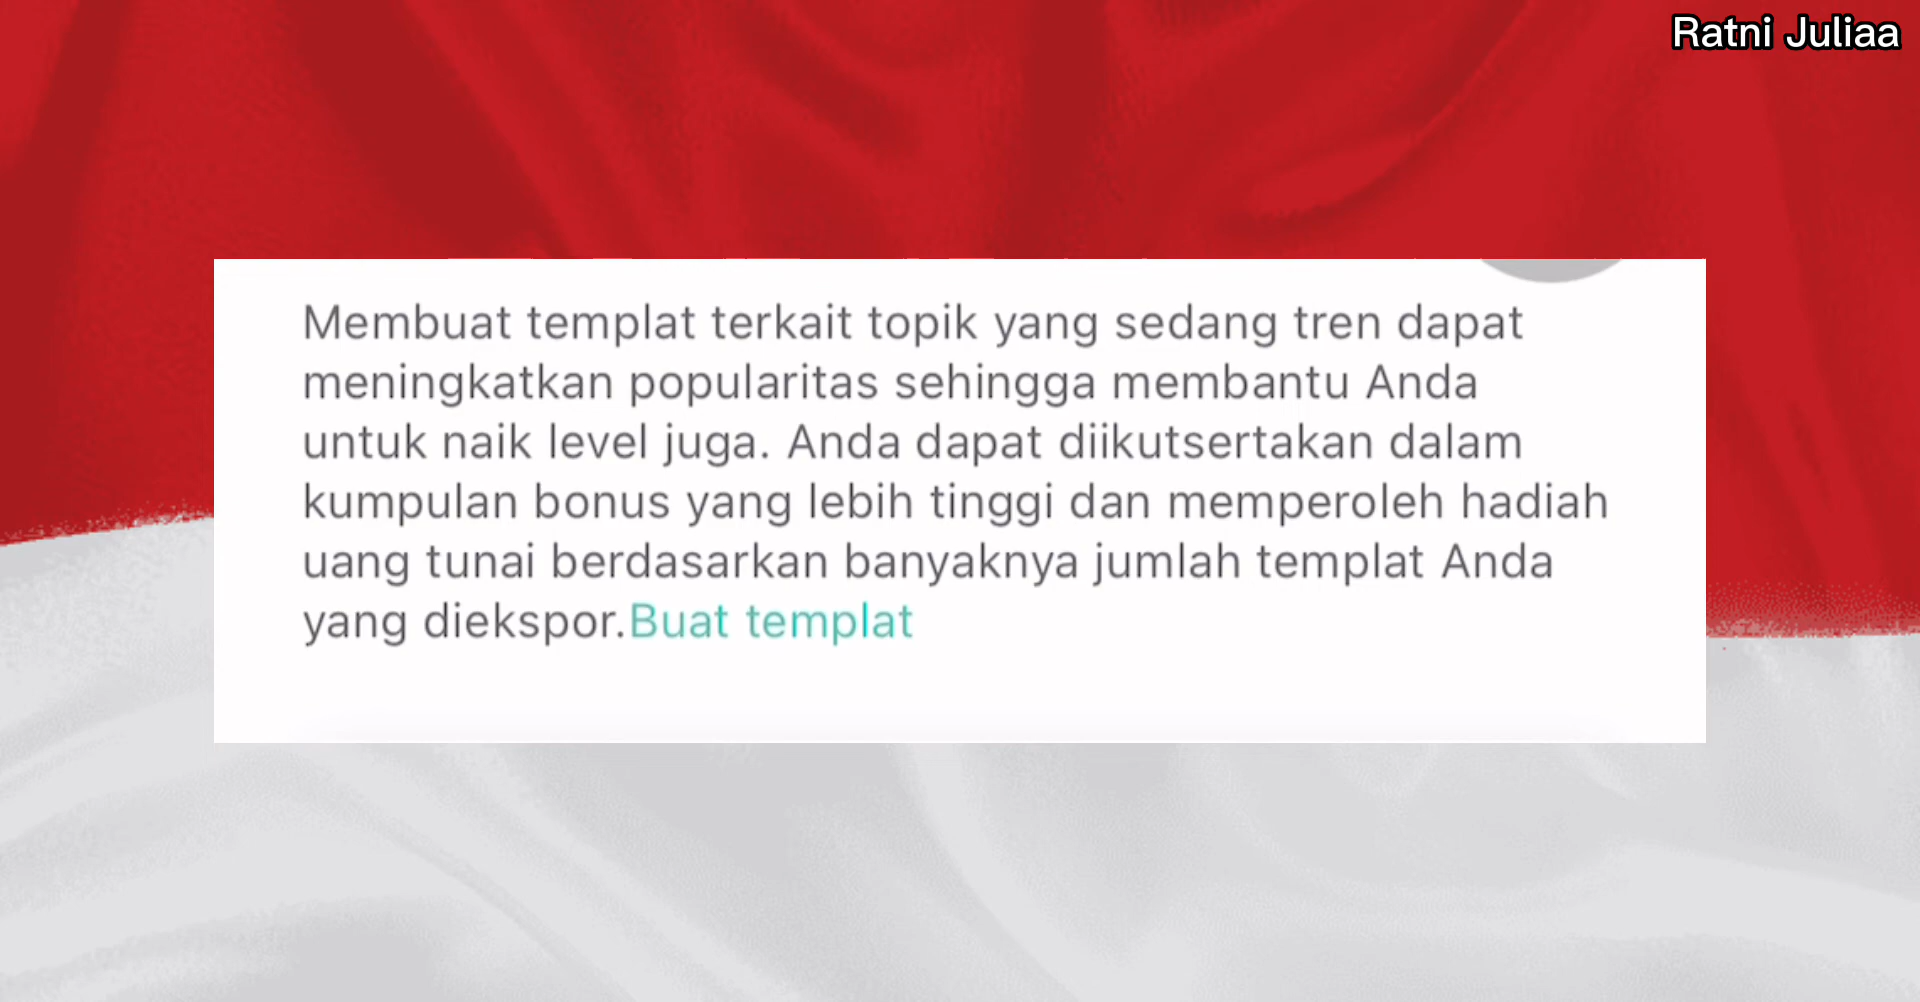 Ratni Juliaa
Membuat templat terkait topik yang sedang tren dapat
meningkatkan popularitas sehingga membantu Anda
untuk naik level juga. Anda dapat diikutsertakan dalam
kumpulan bonus yang lebih tinggi dan memperoleh hadiah
uang tunai berdasarkan banyaknya jumlah templat Anda
yang diekspor.Buat templat